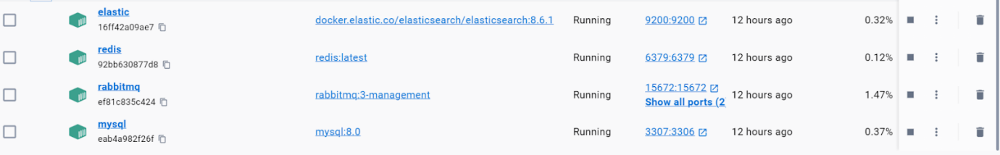 elastic
16ff42a09ae7
docker.elastic.co/elasticsearch/elasticsearch:8.6.1 Running 9200:9200 12 hours ago 0.32%
redis
92bb630877d8
redis:latest Running 6379:6379 12 hours ago 0.12%
rabbitmq
ef81c835c424
rabbitmq:3-management Running 15672:15672 12 hours ago 1.47%
Show all ports (2
mysql
eab4a982f26f
mysql:8.0 Running 3307:3306 12 hours ago 0.37%